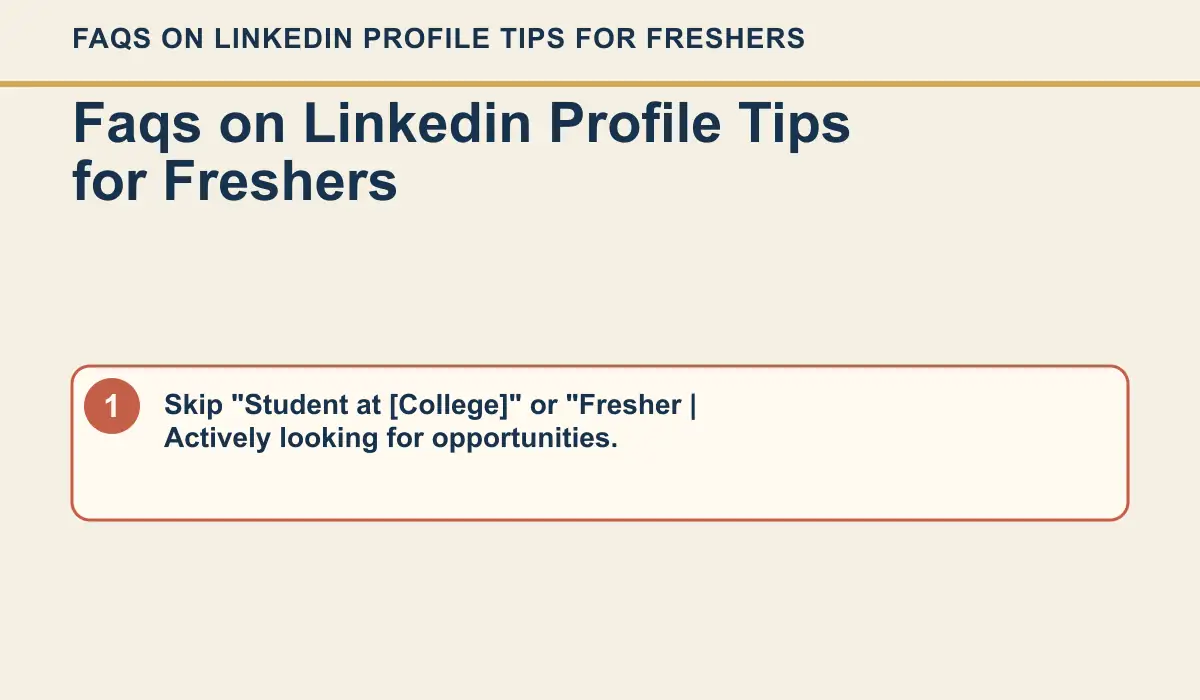 FAQS ON LINKEDIN PROFILE TIPS FOR FRESHERS
Faqs on Linkedin Profile Tips
for Freshers
1
Skip "Student at [College]" or "Fresher |
Actively looking for opportunities.